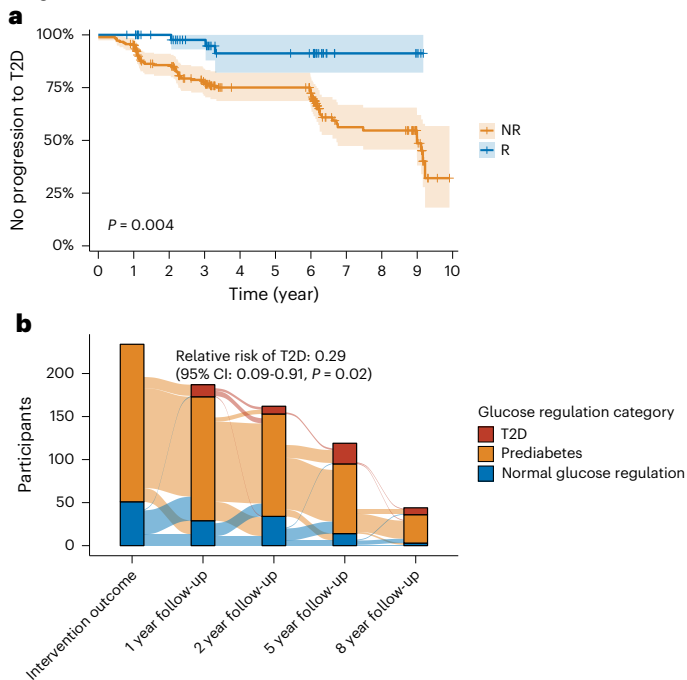 a
100%
75%
50%
25%
0%
No progression to T2D
P = 0.004
NR
R
0 1 2 3 4 5 6 7 8 9 10
Time (year)
b
Relative risk of T2D: 0.29
(95% CI: 0.09-0.91, P = 0.02)
200
150
100
50
0
Participants
Glucose regulation category
T2D
Prediabetes
Normal glucose regulation
Intervention outcome
1 year follow-up
2 year follow-up
5 year follow-up
8 year follow-up